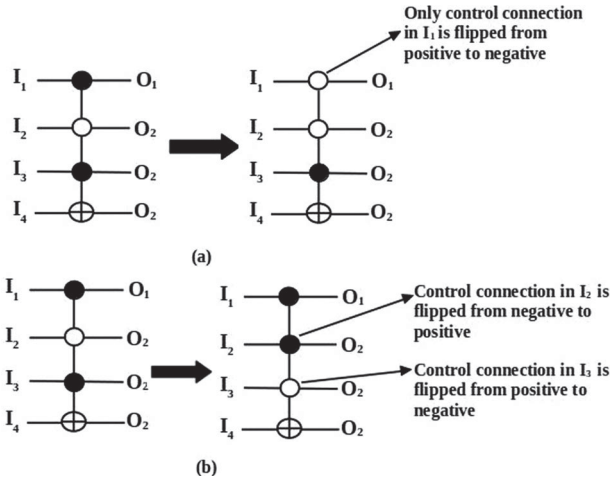 Only control connection
in I₁ is flipped from
positive to negative
I₁ O₁ I₁ O₁
I₂ O₂ I₂ O₂
I₃ O₂ I₃ O₂
I₄ O₂ I₄ O₂
(a)
I₁ O₁ I₁ O₁
I₂ O₂ I₂ O₂
I₃ O₂ I₃ O₂
I₄ O₂ I₄ O₂
Control connection in I₂ is
flipped from negative to
positive
Control connection in I₃ is
flipped from positive to
negative
(b)